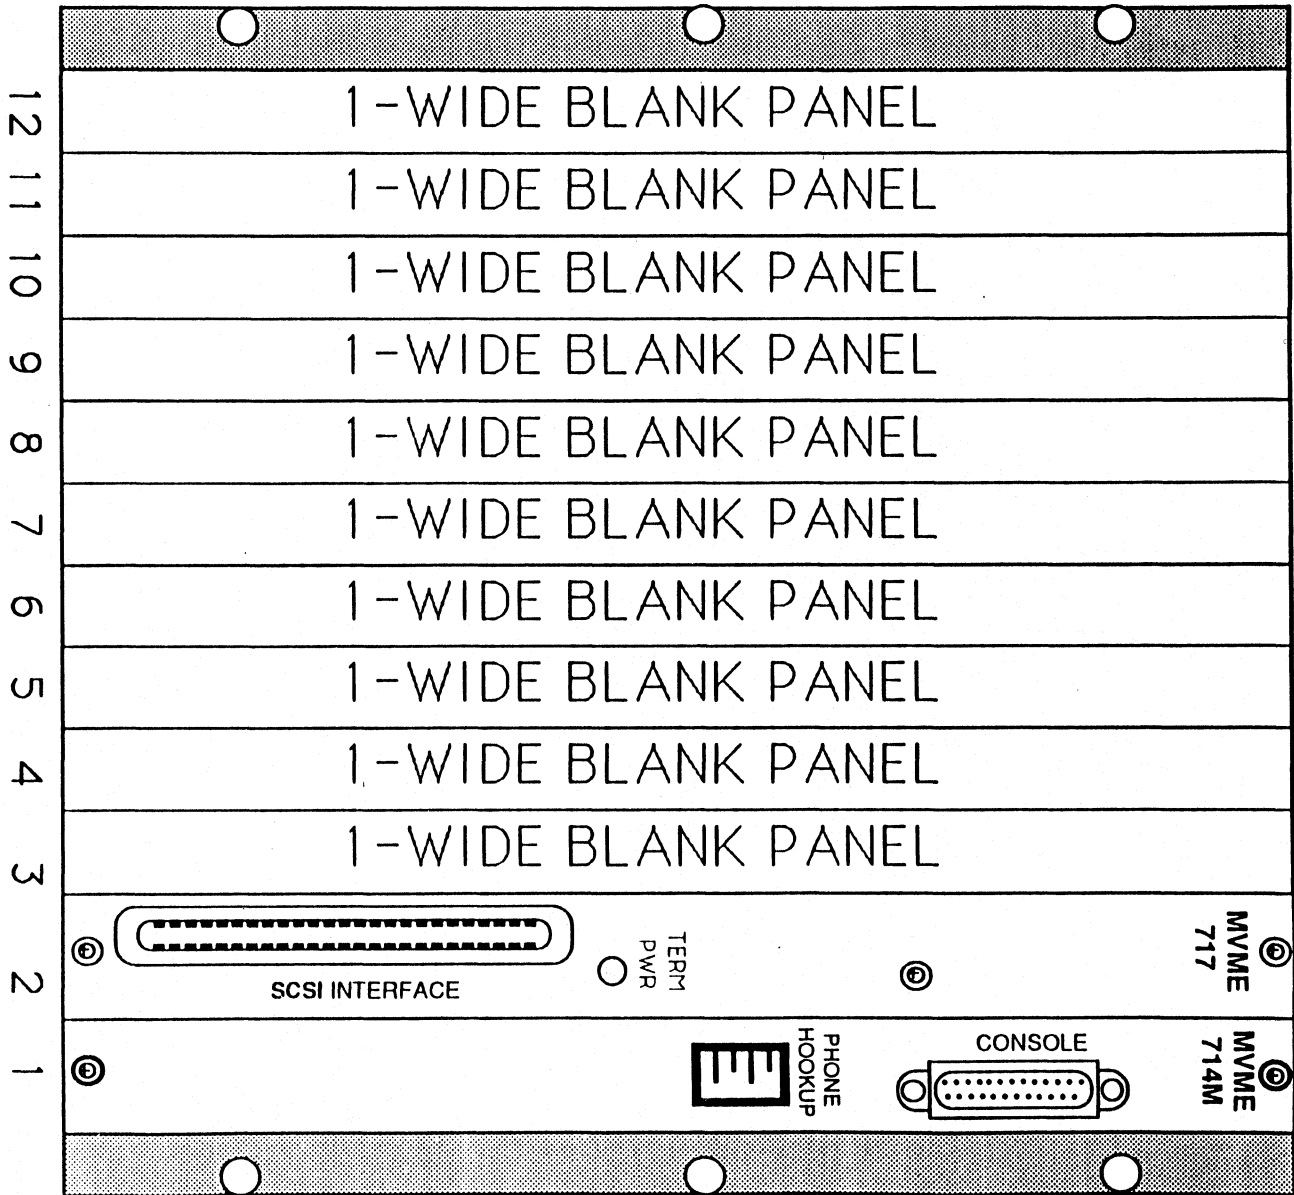 12
1-WIDE BLANK PANEL
11
1-WIDE BLANK PANEL
10
1-WIDE BLANK PANEL
9
1-WIDE BLANK PANEL
8
1-WIDE BLANK PANEL
7
1-WIDE BLANK PANEL
6
1-WIDE BLANK PANEL
5
1-WIDE BLANK PANEL
4
1-WIDE BLANK PANEL
3
1-WIDE BLANK PANEL
2
SCSI INTERFACE
TERM
PWR
MVME
717
1
PHONE
HOOKUP
CONSOLE
MVME
714M